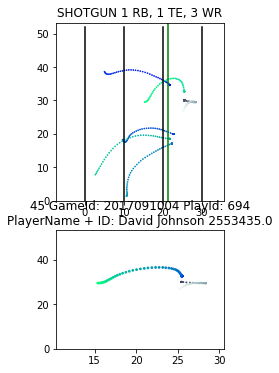 SHOTGUN 1 RB, 1 TE, 3 WR
50
40
30
20
10
0
0 10 20 30
45 GameId: 2017091004 PlayId: 694
PlayerName + ID: David Johnson 2553435.0
40
20
0
15 20 25 30